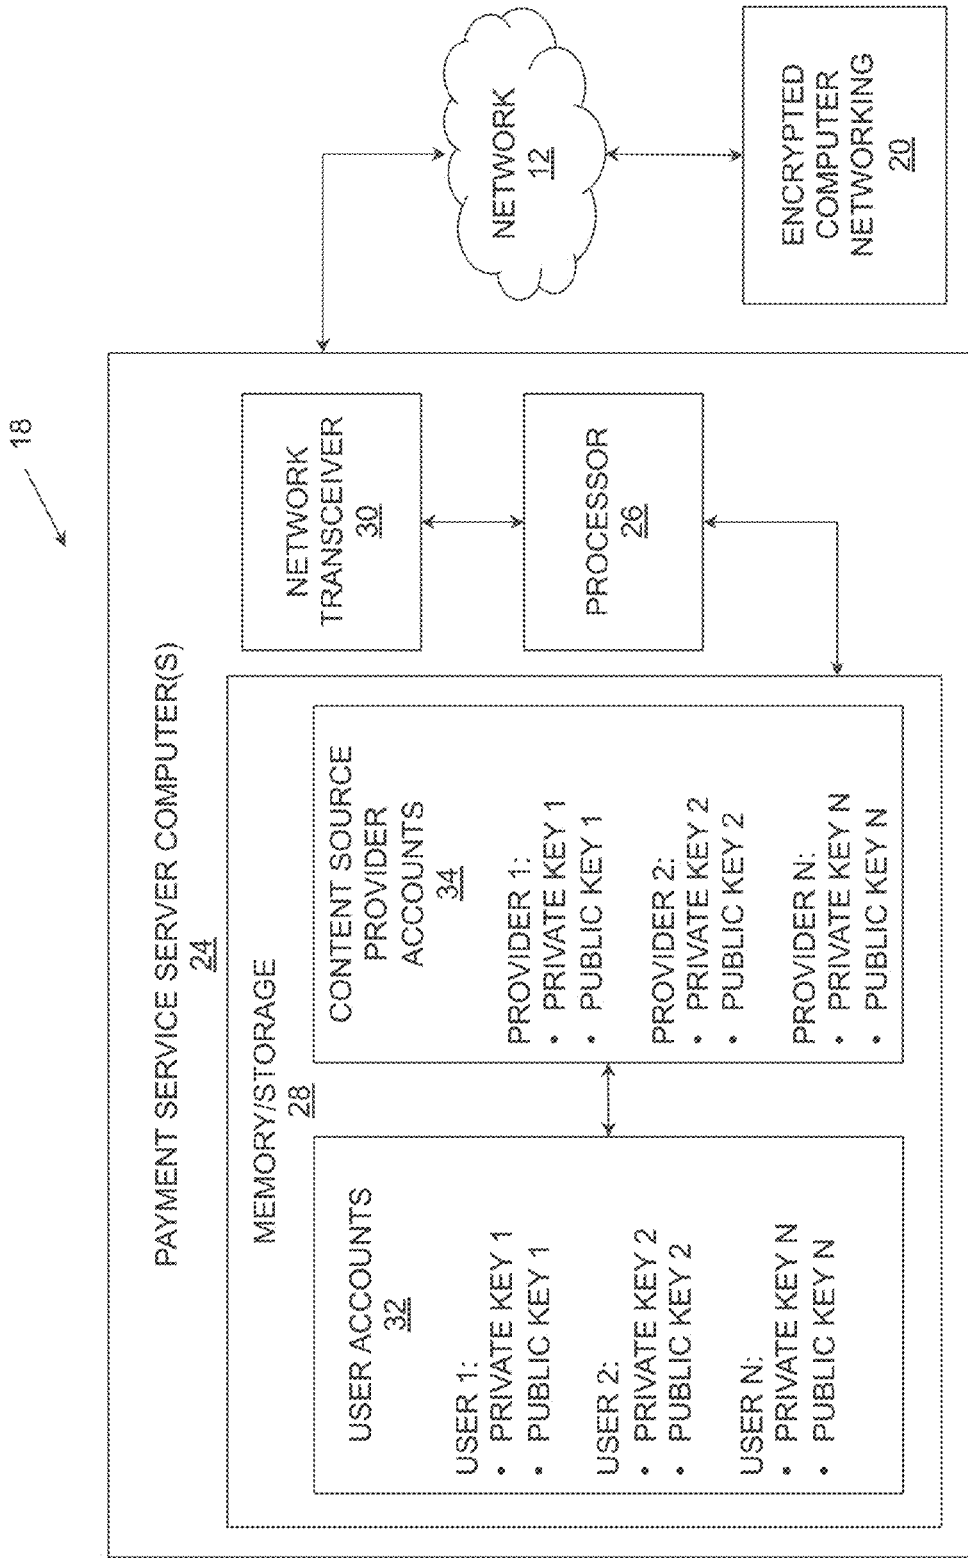 18
PAYMENT SERVICE SERVER COMPUTER(S)
24
MEMORY/STORAGE
28
USER ACCOUNTS
32
USER 1:
• PRIVATE KEY 1
• PUBLIC KEY 1
USER 2:
• PRIVATE KEY 2
• PUBLIC KEY 2
USER N:
• PRIVATE KEY N
• PUBLIC KEY N
CONTENT SOURCE
PROVIDER
ACCOUNTS
34
PROVIDER 1:
• PRIVATE KEY 1
• PUBLIC KEY 1
PROVIDER 2:
• PRIVATE KEY 2
• PUBLIC KEY 2
PROVIDER N:
• PRIVATE KEY N
• PUBLIC KEY N
NETWORK
TRANSCEIVER
30
PROCESSOR
26
NETWORK
12
ENCRYPTED
COMPUTER
NETWORKING
20